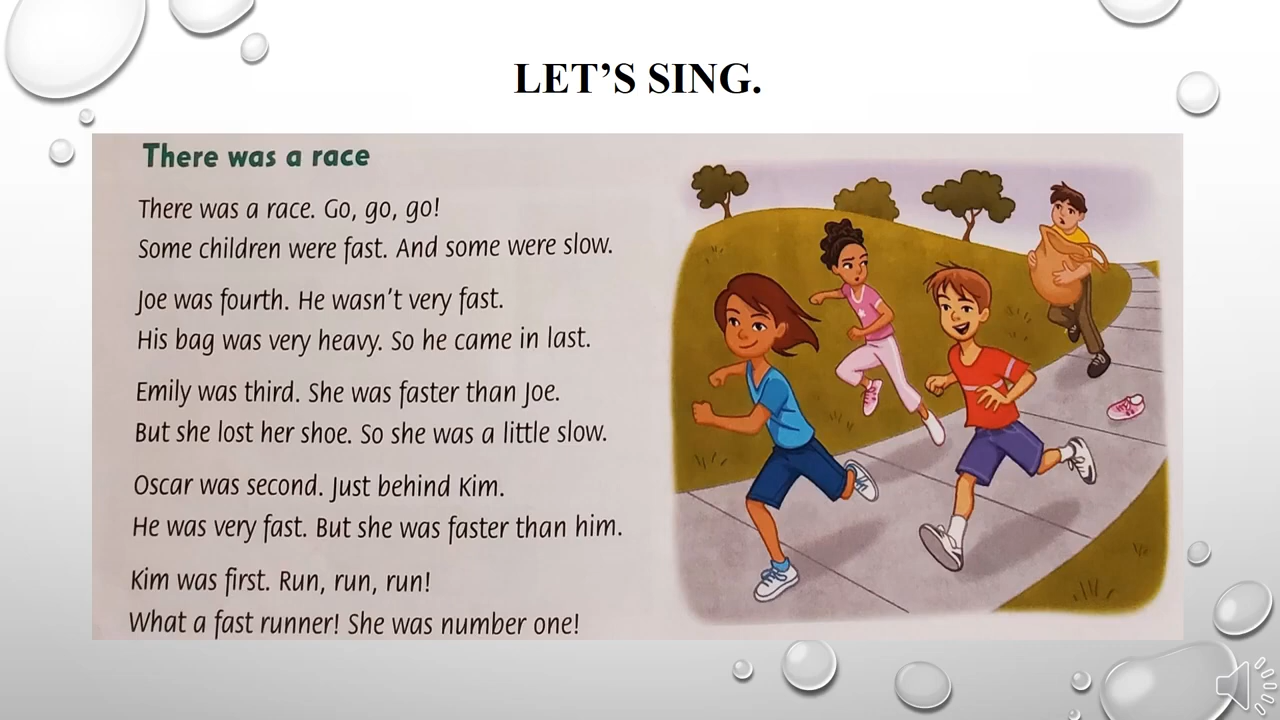 LET’S SING.
There was a race
There was a race. Go, go, go!
Some children were fast. And some were slow.
Joe was fourth. He wasn’t very fast.
His bag was very heavy. So he came in last.
Emily was third. She was faster than Joe.
But she lost her shoe. So she was a little slow.
Oscar was second. Just behind Kim.
He was very fast. But she was faster than him.
Kim was first. Run, run, run!
What a fast runner! She was number one!